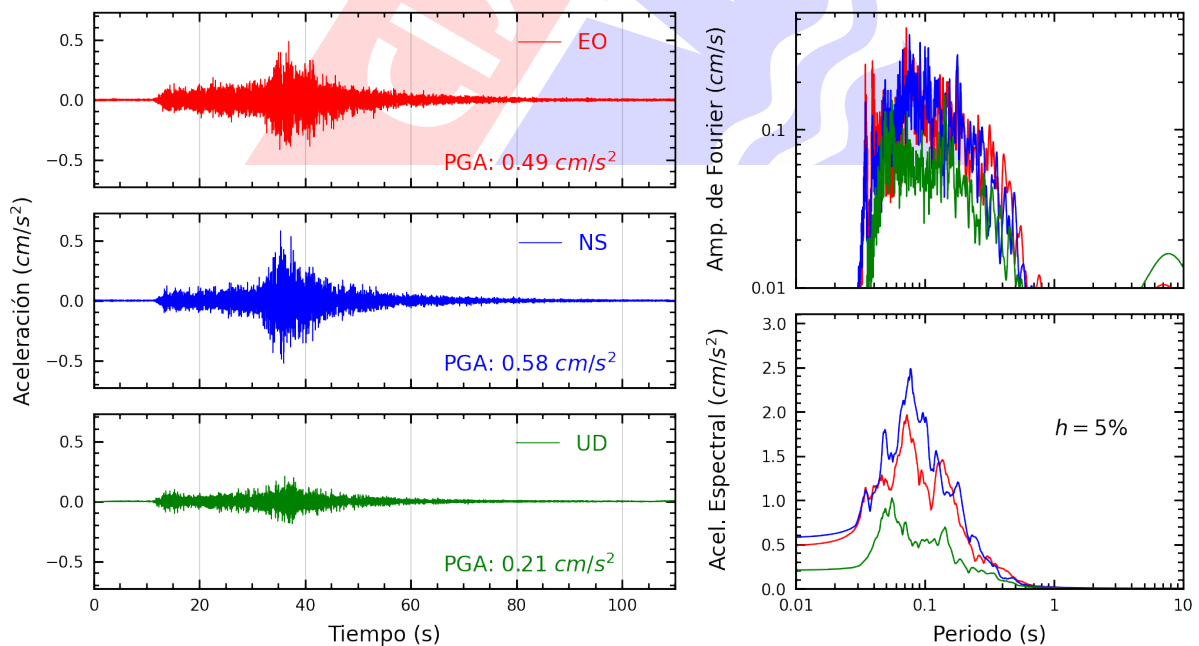 Aceleración (cm/s²)
0.5
0.0
−0.5
EO
PGA: 0.49 cm/s²
0.5
0.0
−0.5
NS
PGA: 0.58 cm/s²
0.5
0.0
−0.5
UD
PGA: 0.21 cm/s²
0 20 40 60 80 100
Tiempo (s)
Amp. de Fourier (cm/s)
0.1
0.01
Acel. Espectral (cm/s²)
3.0
2.5
2.0
1.5
1.0
0.5
0.0
h = 5%
0.01 0.1 1 10
Periodo (s)